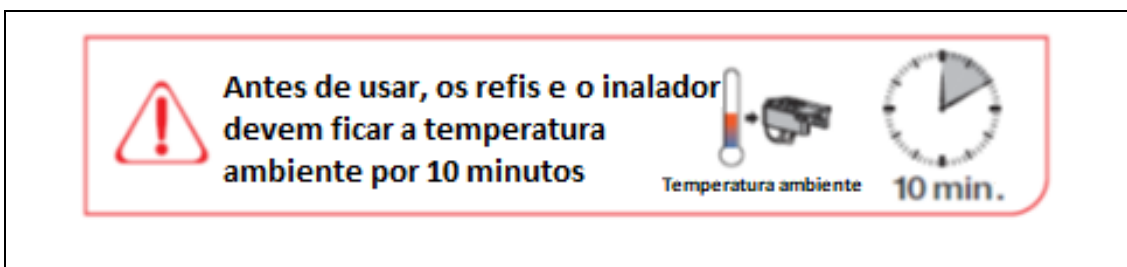 Antes de usar, os refis e o inalador
devem ficar a temperatura
ambiente por 10 minutos
Temperatura ambiente
10 min.